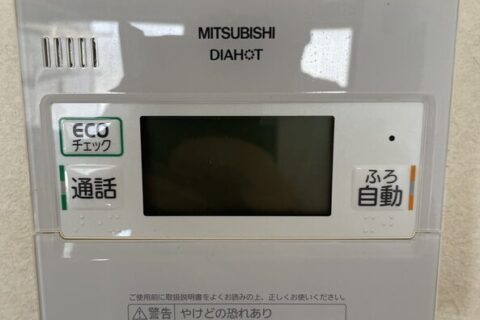 MITSUBISHI
DIAHOT
ECO
チェック
通話
ふろ
自動
ご使用前に取扱説明書をよくお読みの上、正しくお使いください。
⚠警告 やけどの恐れあり